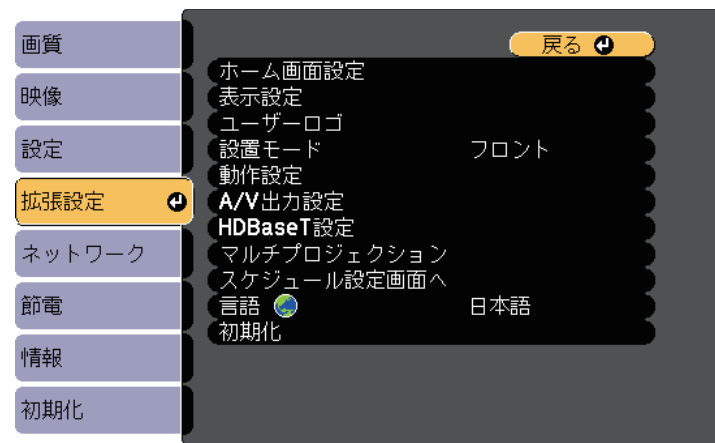 画質
映像
設定
拡張設定
ネットワーク
節電
情報
初期化
戻る
ホーム画面設定
表示設定
ユーザーロゴ
設置モード フロント
動作設定
A/V出力設定
HDBaseT設定
マルチプロジェクション
スケジュール設定画面へ
言語 日本語
初期化